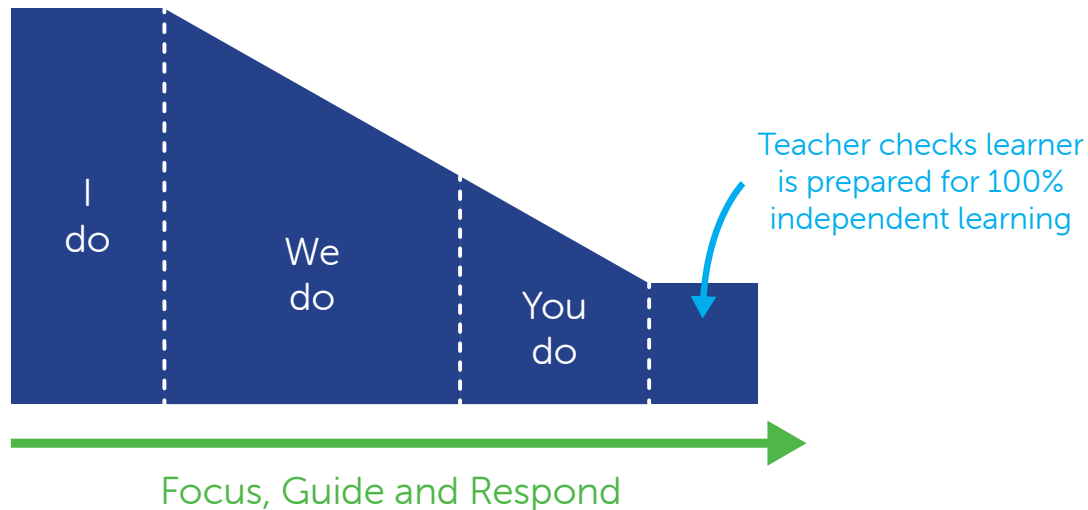 I
do
We
do
You
do
Teacher checks learner
is prepared for 100%
independent learning
Focus, Guide and Respond